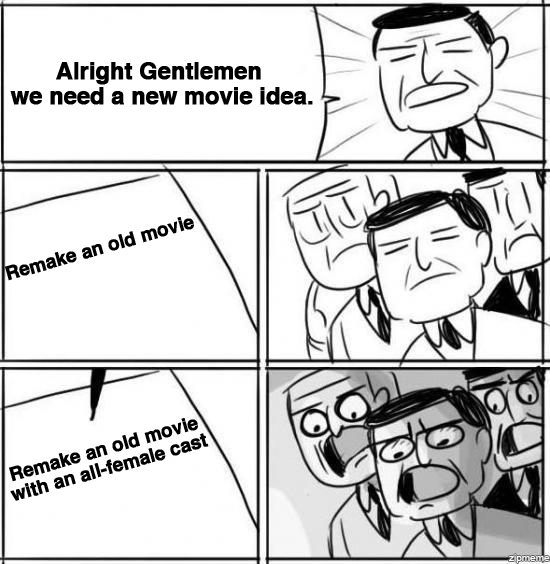 Alright Gentlemen
we need a new movie idea.
Remake an old movie
Remake an old movie
with an all-female cast
zipmeme